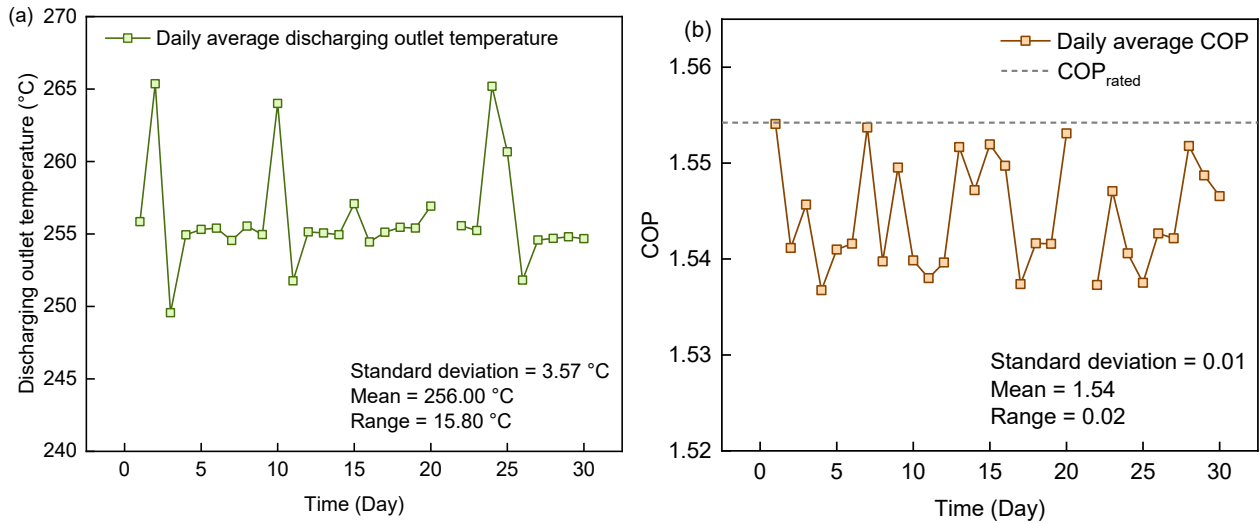 (a)
Daily average discharging outlet temperature
Discharging outlet temperature (°C)
270
265
260
255
250
245
240
Standard deviation = 3.57 °C
Mean = 256.00 °C
Range = 15.80 °C
0 5 10 15 20 25 30
Time (Day)
(b)
Daily average COP
COPrated
COP
1.56
1.55
1.54
1.53
1.52
Standard deviation = 0.01
Mean = 1.54
Range = 0.02
0 5 10 15 20 25 30
Time (Day)